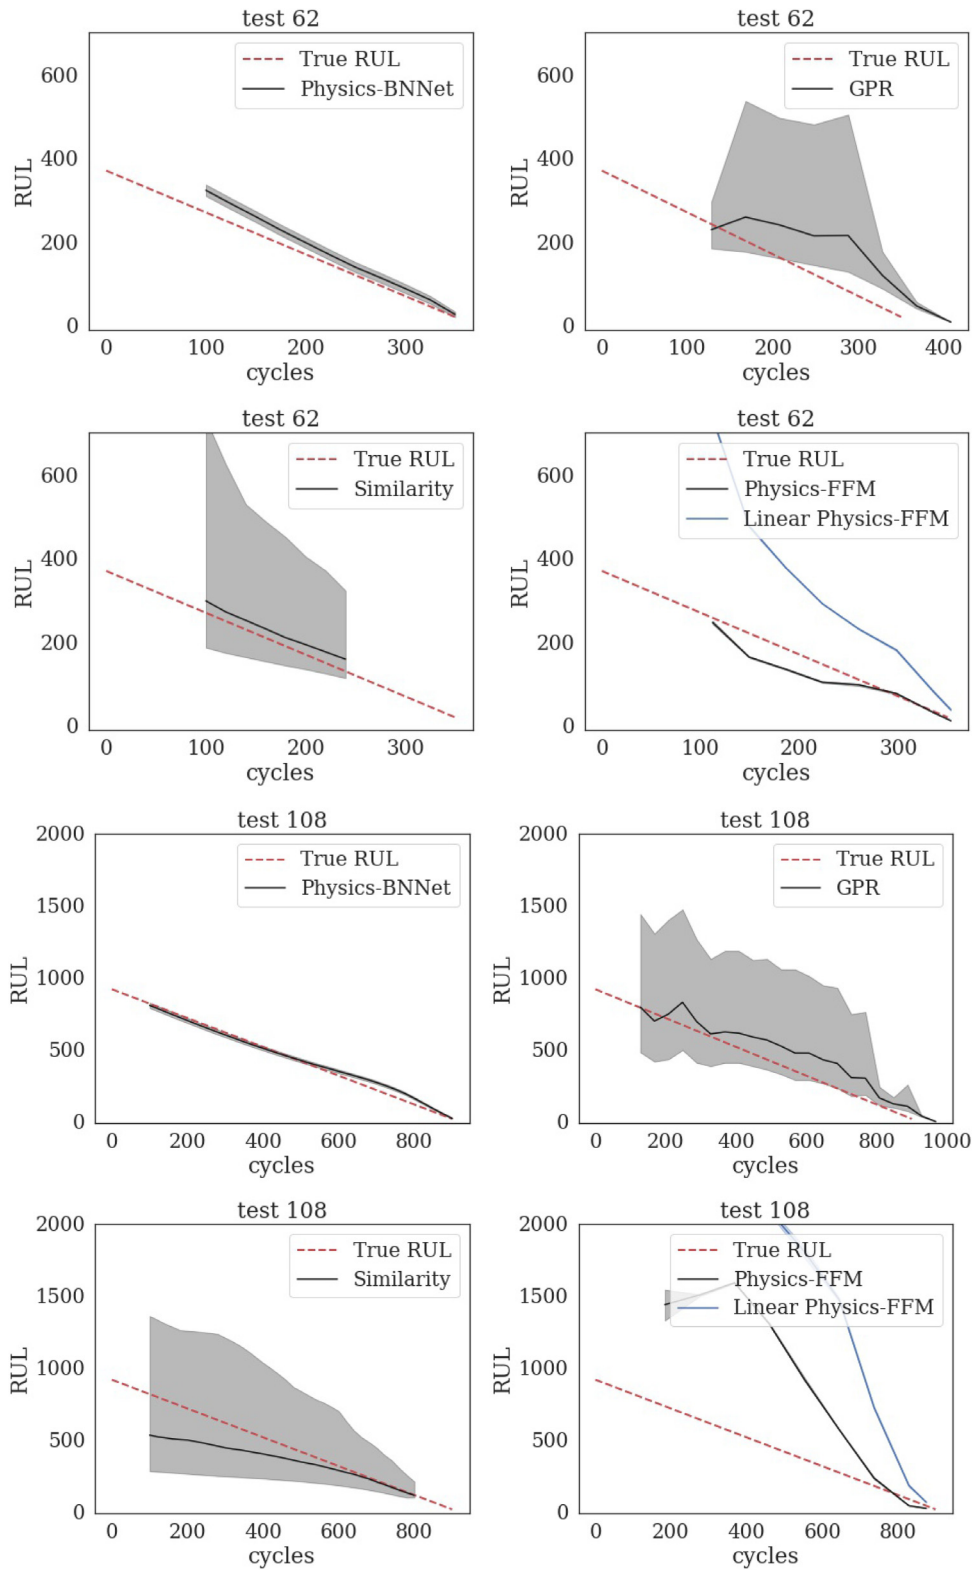 test 62
True RUL
Physics-BNNet
RUL
600
400
200
0
0 100 200 300
cycles
test 62
True RUL
GPR
RUL
600
400
200
0
0 100 200 300 400
cycles
test 62
True RUL
Similarity
RUL
600
400
200
0
0 100 200 300
cycles
test 62
True RUL
Physics-FFM
Linear Physics-FFM
RUL
600
400
200
0
0 100 200 300
cycles
test 108
True RUL
Physics-BNNet
RUL
2000
1500
1000
500
0
0 200 400 600 800
cycles
test 108
True RUL
GPR
RUL
2000
1500
1000
500
0
0 200 400 600 800 1000
cycles
test 108
True RUL
Similarity
RUL
2000
1500
1000
500
0
0 200 400 600 800
cycles
test 108
True RUL
Physics-FFM
Linear Physics-FFM
RUL
2000
1500
1000
500
0
0 200 400 600 800
cycles